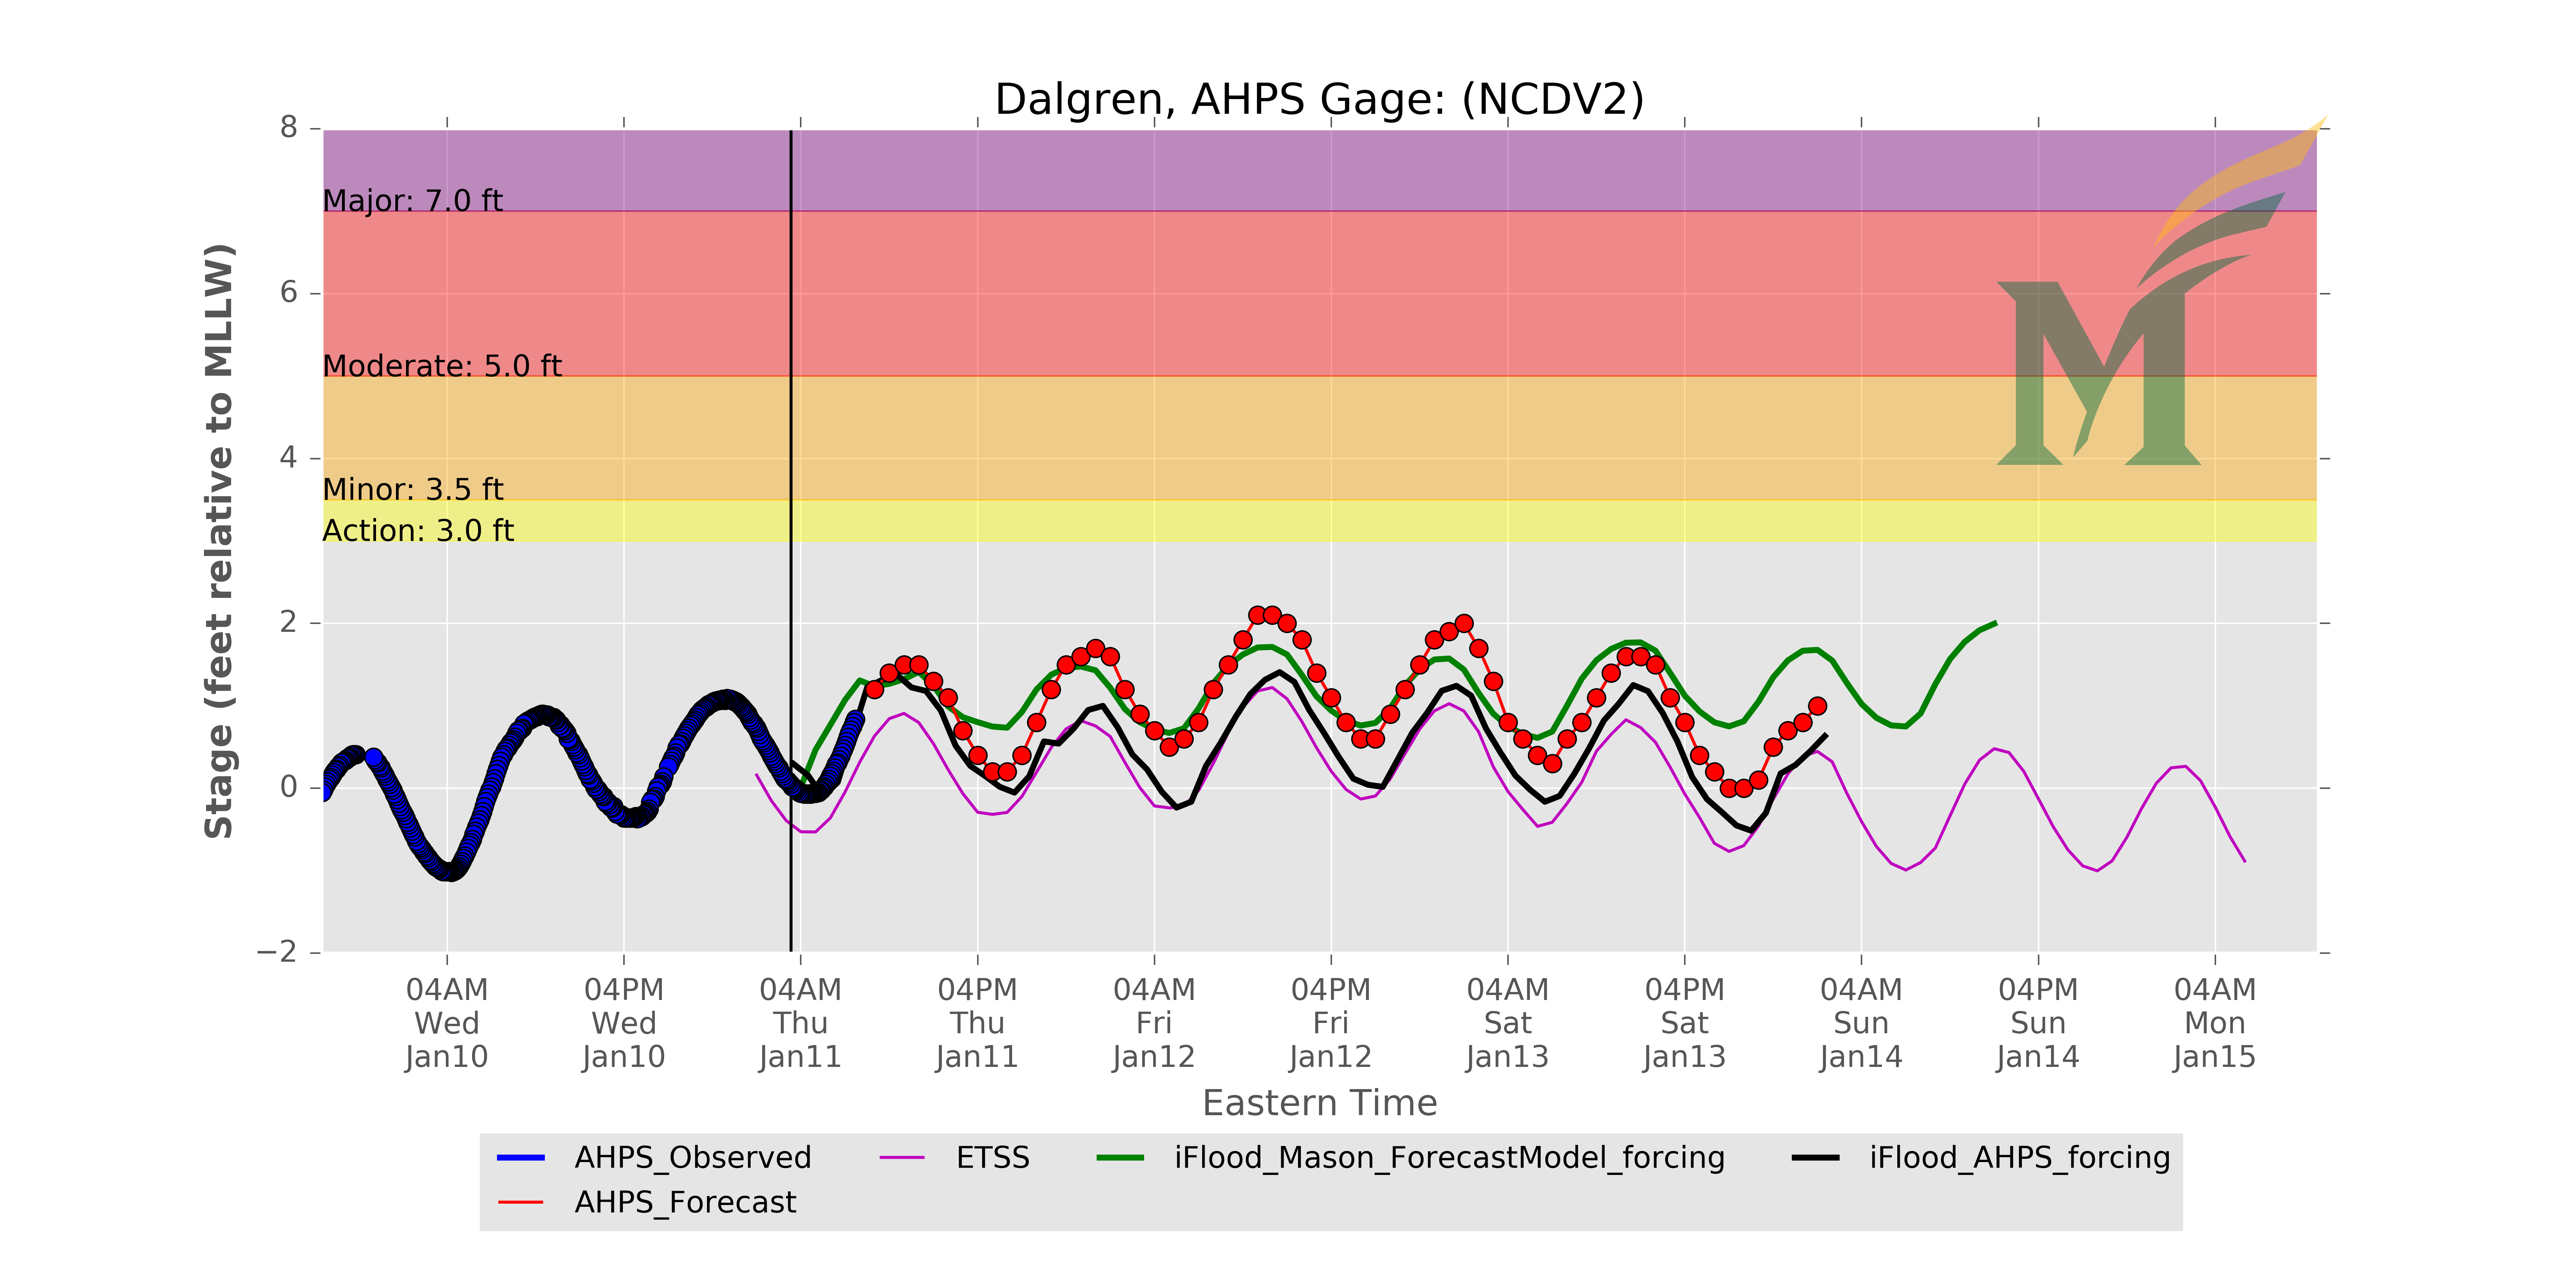 Dalgren, AHPS Gage: (NCDV2)
8
6
4
2
0
−2
Stage (feet relative to MLLW)
Major: 7.0 ft
Moderate: 5.0 ft
Minor: 3.5 ft
Action: 3.0 ft
M
04AM 04PM 04AM 04PM 04AM 04PM 04AM 04PM 04AM 04PM 04AM
Wed Wed Thu Thu Fri Fri Sat Sat Sun Sun Mon
Jan10 Jan10 Jan11 Jan11 Jan12 Jan12 Jan13 Jan13 Jan14 Jan14 Jan15
Eastern Time
AHPS_Observed ETSS iFlood_Mason_ForecastModel_forcing iFlood_AHPS_forcing
AHPS_Forecast